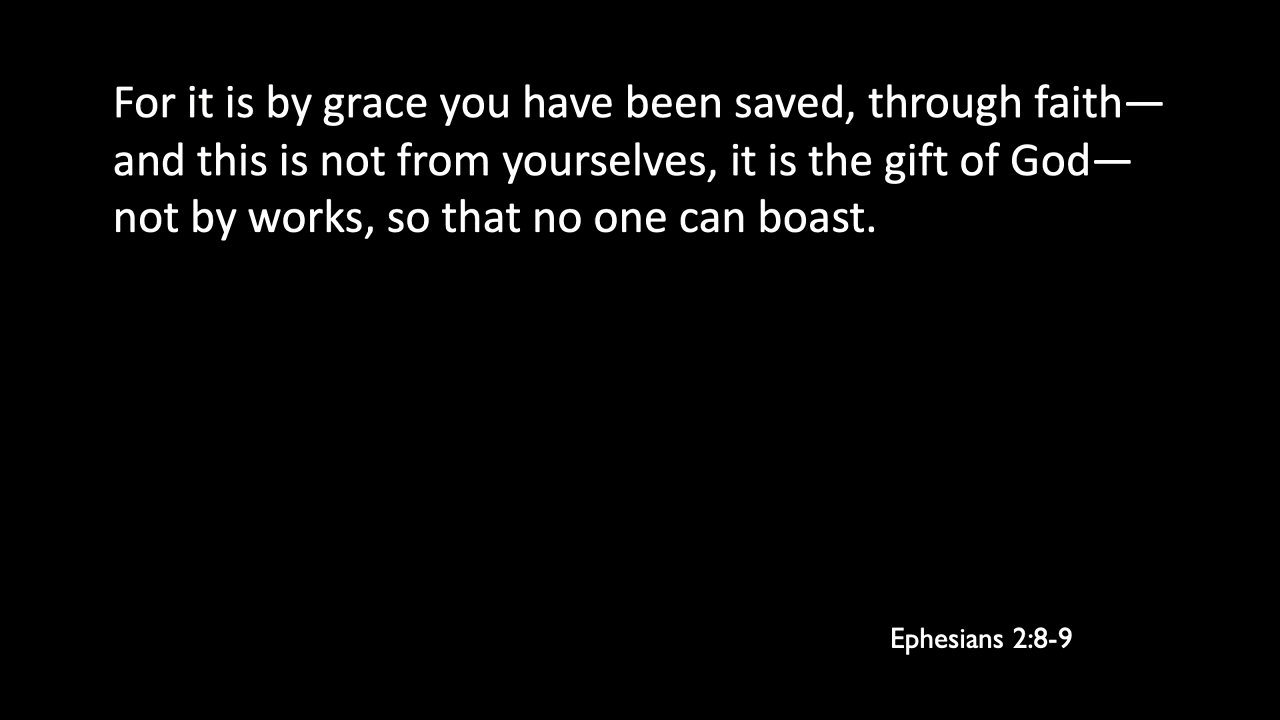 For it is by grace you have been saved, through faith—
and this is not from yourselves, it is the gift of God—
not by works, so that no one can boast.
Ephesians 2:8-9